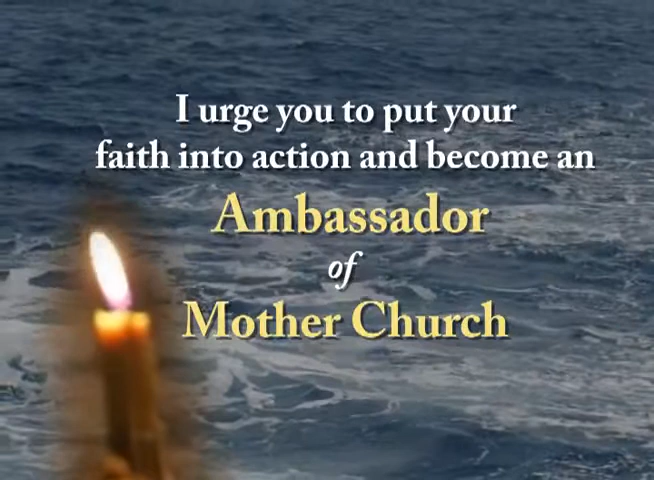 I urge you to put your
faith into action and become an
Ambassador
of
Mother Church